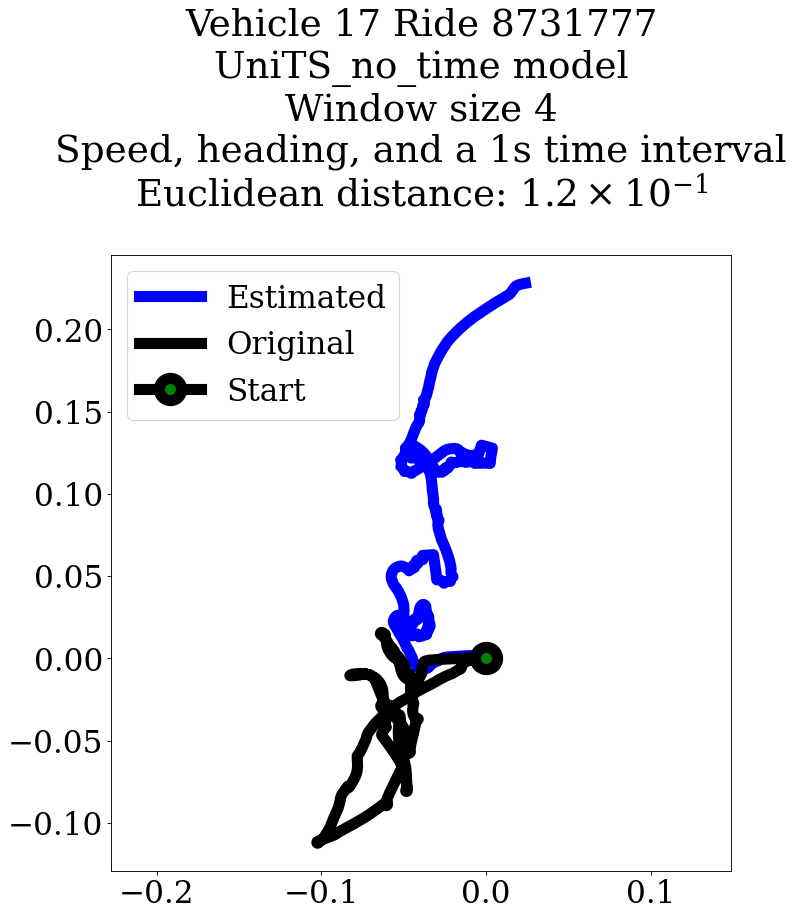 Vehicle 17 Ride 8731777
UniTS_no_time model
Window size 4
Speed, heading, and a 1s time interval
Euclidean distance: 1.2 × 10⁻¹
Estimated
Original
Start
0.20
0.15
0.10
0.05
0.00
−0.05
−0.10
−0.2
−0.1
0.0
0.1